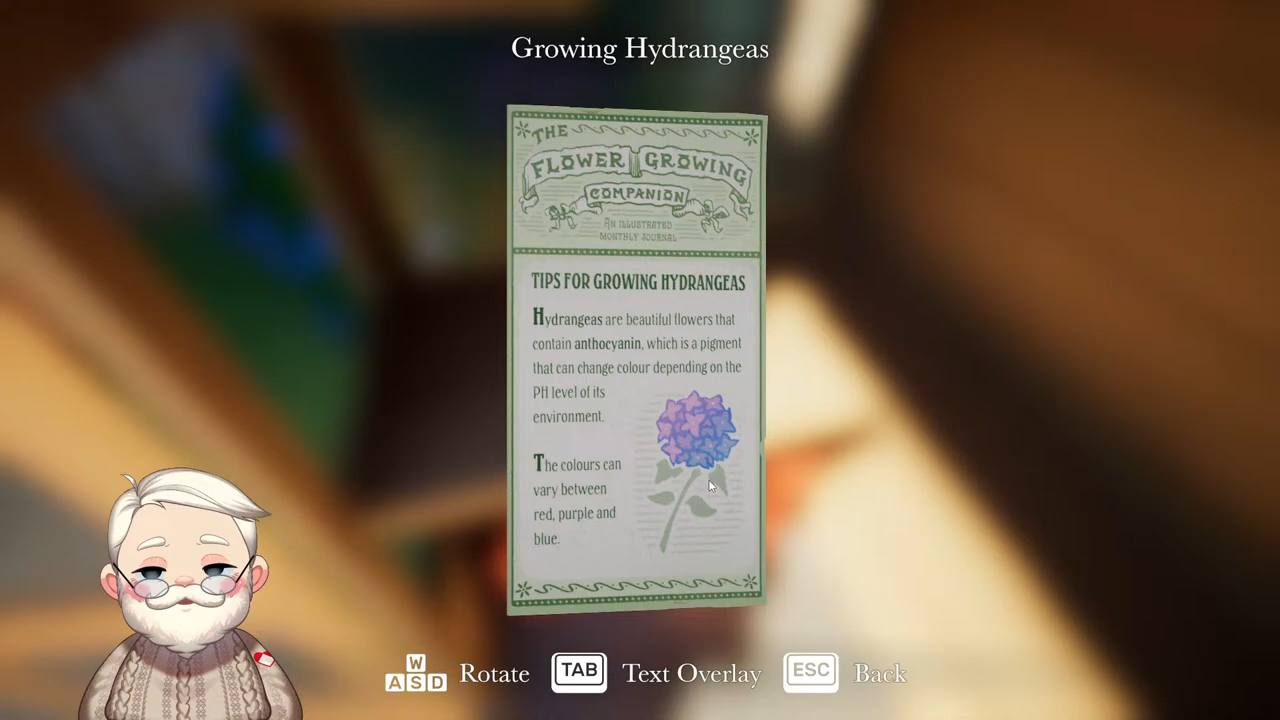 Growing Hydrangeas
THE
FLOWER GROWING
COMPANION
AN ILLUSTRATED
MONTHLY JOURNAL
TIPS FOR GROWING HYDRANGEAS
Hydrangeas are beautiful flowers that
contain anthocyanin, which is a pigment
that can change colour depending on the
PH level of its
environment.
The colours can
vary between
red, purple and
blue.
W
A S D Rotate TAB Text Overlay ESC Back